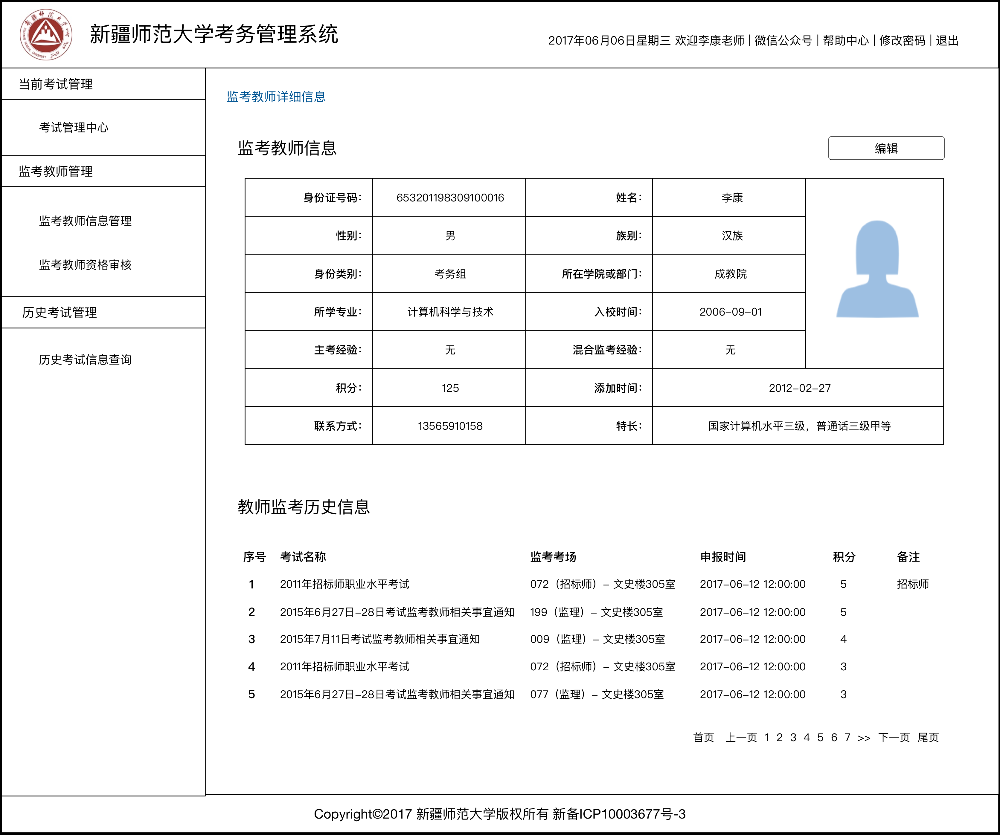 新疆师范大学
XINJIANG NORMAL UNIVERSITY
新疆师范大学考务管理系统
2017年06月06日星期三 欢迎李康老师 | 微信公众号 | 帮助中心 | 修改密码 | 退出
当前考试管理
考试管理中心
监考教师管理
监考教师信息管理
监考教师资格审核
历史考试管理
历史考试信息查询
监考教师详细信息
监考教师信息
编辑
身份证号码： 653201198309100016 姓名： 李康
性别： 男 族别： 汉族
身份类别： 考务组 所在学院或部门： 成教院
所学专业： 计算机科学与技术 入校时间： 2006-09-01
主考经验： 无 混合监考经验： 无
积分： 125 添加时间： 2012-02-27
联系方式： 13565910158 特长： 国家计算机水平三级，普通话三级甲等
教师监考历史信息
序号 考试名称 监考考场 申报时间 积分 备注
1 2011年招标师职业水平考试 072（招标师）- 文史楼305室 2017-06-12 12:00:00 5 招标师
2 2015年6月27日-28日考试监考教师相关事宜通知 199（监理）- 文史楼305室 2017-06-12 12:00:00 5
3 2015年7月11日考试监考教师相关事宜通知 009（监理）- 文史楼305室 2017-06-12 12:00:00 4
4 2011年招标师职业水平考试 072（招标师）- 文史楼305室 2017-06-12 12:00:00 3
5 2015年6月27日-28日考试监考教师相关事宜通知 077（监理）- 文史楼305室 2017-06-12 12:00:00 3
首页 上一页 1 2 3 4 5 6 7 >> 下一页 尾页
Copyright©2017 新疆师范大学版权所有 新备ICP10003677号-3